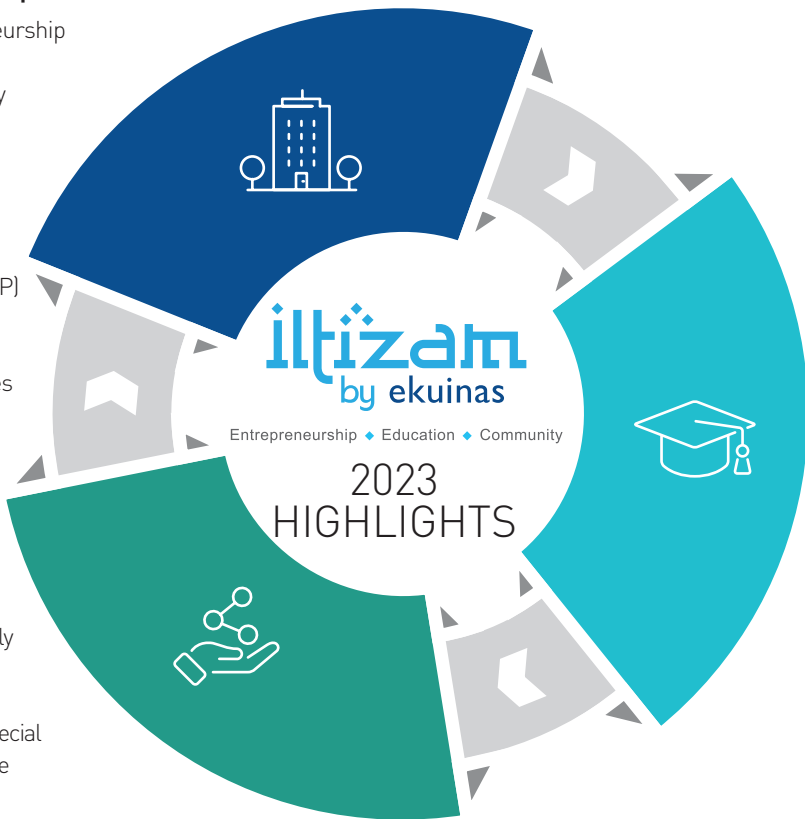 eurship
y
P)
es
iltizam
by ekuinas
Entrepreneurship ◆ Education ◆ Community
2023
HIGHLIGHTS
ly
ecial
e